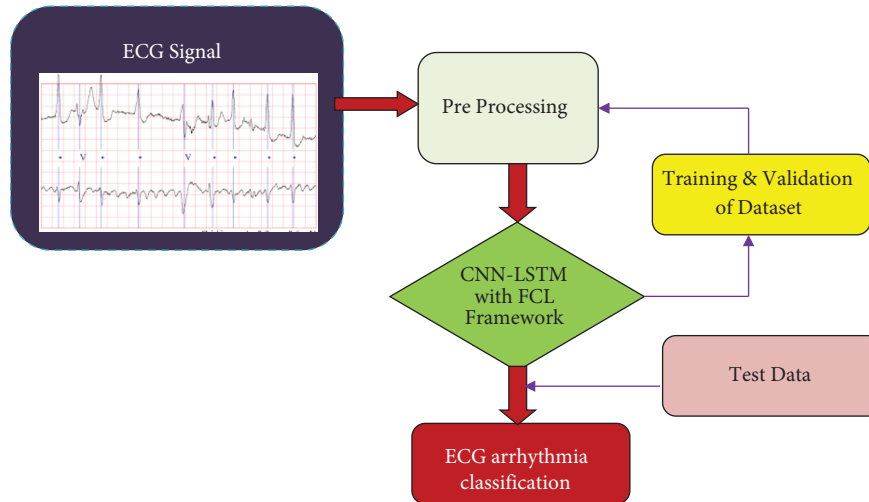 ECG Signal
V
V
Pre Processing
Training & Validation
of Dataset
CNN-LSTM
with FCL
Framework
Test Data
ECG arrhythmia
classification